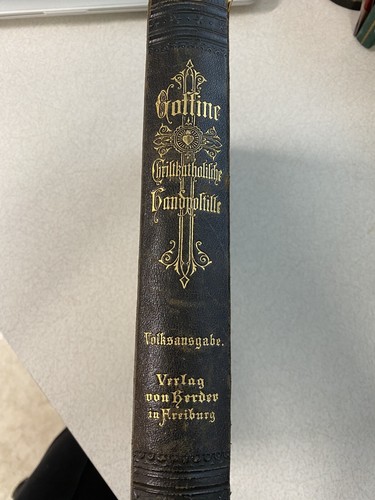 Goffine
Christkatholische
Handpostille
Volksausgabe.
Verlag
von Herder
in Freiburg